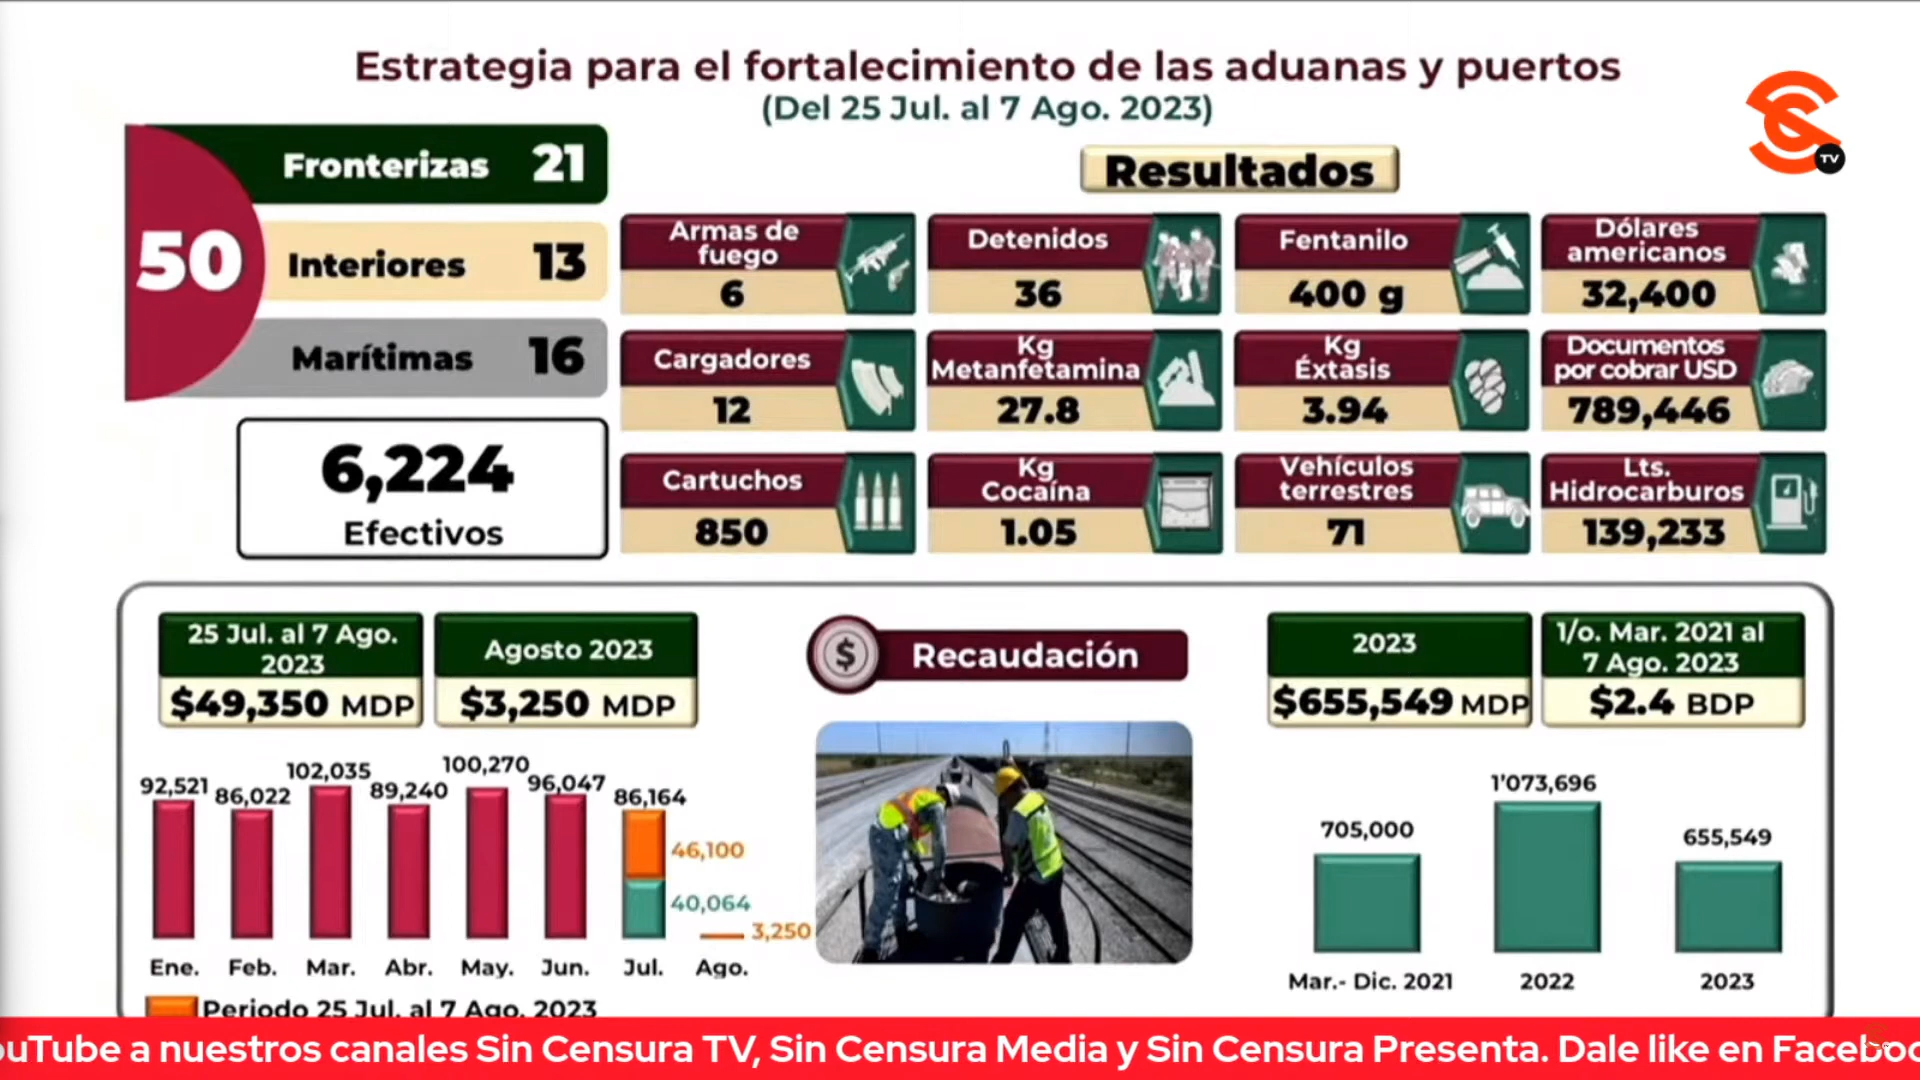 Estrategia para el fortalecimiento de las aduanas y puertos
(Del 25 Jul. al 7 Ago. 2023)
TV
50
Fronterizas 21
Interiores 13
Marítimas 16
6,224
Efectivos
Resultados
Armas de
fuego
6
Detenidos
36
Fentanilo
400 g
Dólares
americanos
32,400
Cargadores
12
Kg
Metanfetamina
27.8
Kg
Éxtasis
3.94
Documentos
por cobrar USD
789,446
Cartuchos
850
Kg
Cocaína
1.05
Vehículos
terrestres
71
Lts.
Hidrocarburos
139,233
25 Jul. al 7 Ago.
2023
$49,350 MDP
Agosto 2023
$3,250 MDP
$ Recaudación
2023
$655,549 MDP
1/o. Mar. 2021 al
7 Ago. 2023
$2.4 BDP
92,521
86,022
102,035
89,240
100,270
96,047
86,164
46,100
40,064
3,250
Ene. Feb. Mar. Abr. May. Jun. Jul. Ago.
Periodo 25 Jul. al 7 Ago. 2023
705,000
1'073,696
655,549
Mar.- Dic. 2021 2022 2023
ouTube a nuestros canales Sin Censura TV, Sin Censura Media y Sin Censura Presenta. Dale like en Faceboo